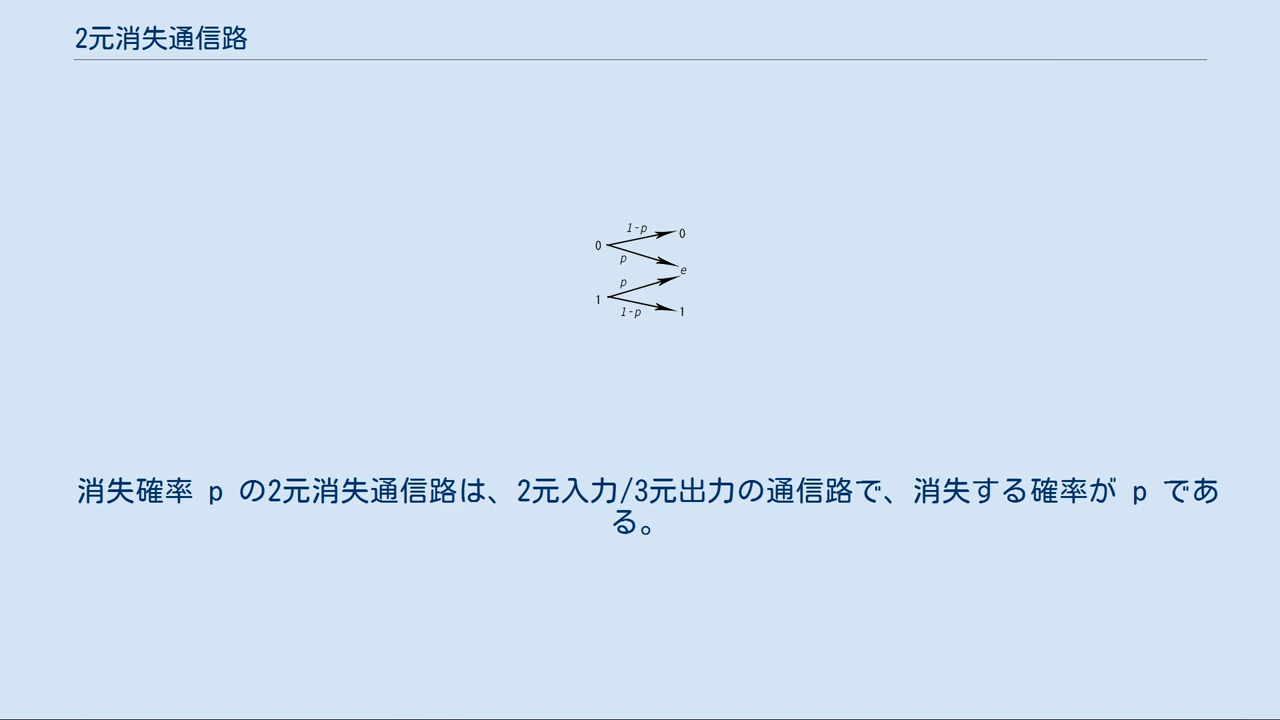 2元消失通信路
1-p
0
0
p
e
p
1
1
1-p
消失確率 p の2元消失通信路は、2元入力/3元出力の通信路で、消失する確率が p であ
る。